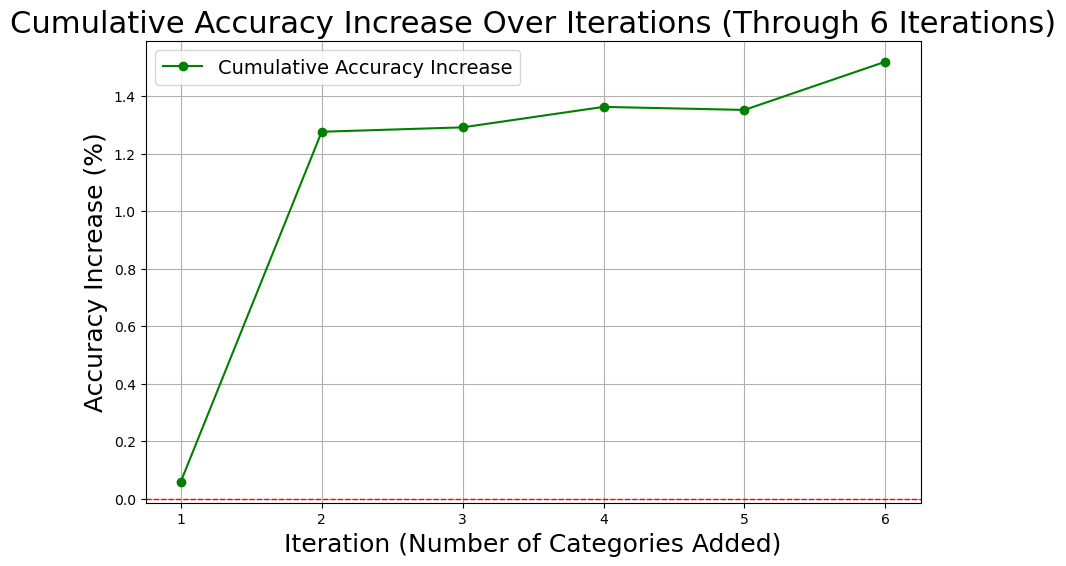 Cumulative Accuracy Increase Over Iterations (Through 6 Iterations)
Cumulative Accuracy Increase
Accuracy Increase (%)
1.4
1.2
1.0
0.8
0.6
0.4
0.2
0.0
1 2 3 4 5 6
Iteration (Number of Categories Added)